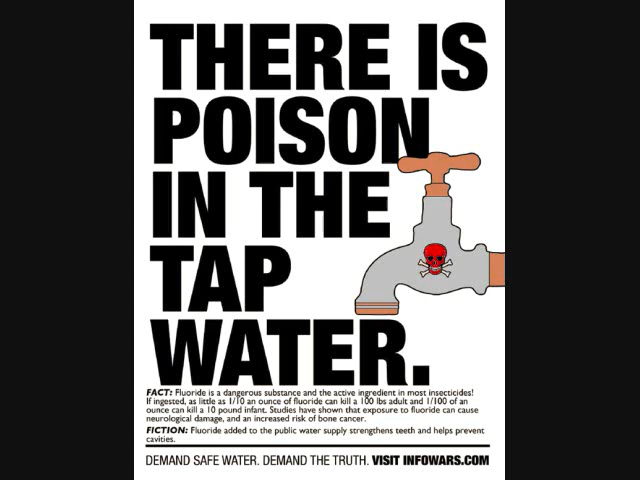 THERE IS
POISON
IN THE
TAP
WATER.
FACT: Fluoride is a dangerous substance and the active ingredient in most insecticides!
If ingested, as little as 1/10 an ounce of fluoride can kill a 100 lbs adult and 1/100 of an
ounce can kill a 10 pound infant. Studies have shown that exposure to fluoride can cause
neurological damage, and an increased risk of bone cancer.
FICTION: Fluoride added to the public water supply strengthens teeth and helps prevent
cavities.
DEMAND SAFE WATER. DEMAND THE TRUTH. VISIT INFOWARS.COM